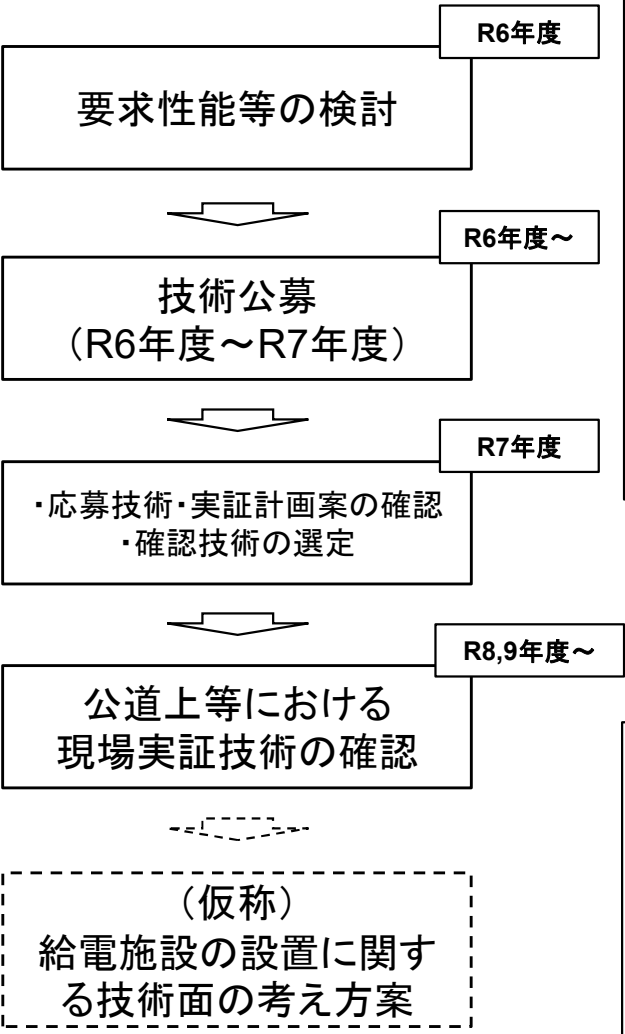 R6年度
要求性能等の検討
R6年度～
技術公募
（R6年度～R7年度）
R7年度
・応募技術・実証計画案の確認
・確認技術の選定
R8,9年度～
公道上等における
現場実証技術の確認
（仮称）
給電施設の設置に関す
る技術面の考え方案